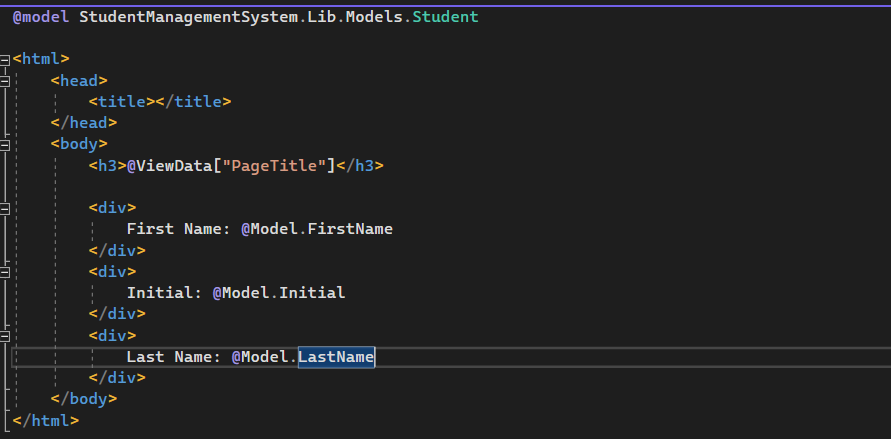 @model StudentManagementSystem.Lib.Models.Student
<html>
<head>
<title></title>
</head>
<body>
<h3>@ViewData["PageTitle"]</h3>
<div>
First Name: @Model.FirstName
</div>
<div>
Initial: @Model.Initial
</div>
<div>
Last Name: @Model.LastName
</div>
</body>
</html>